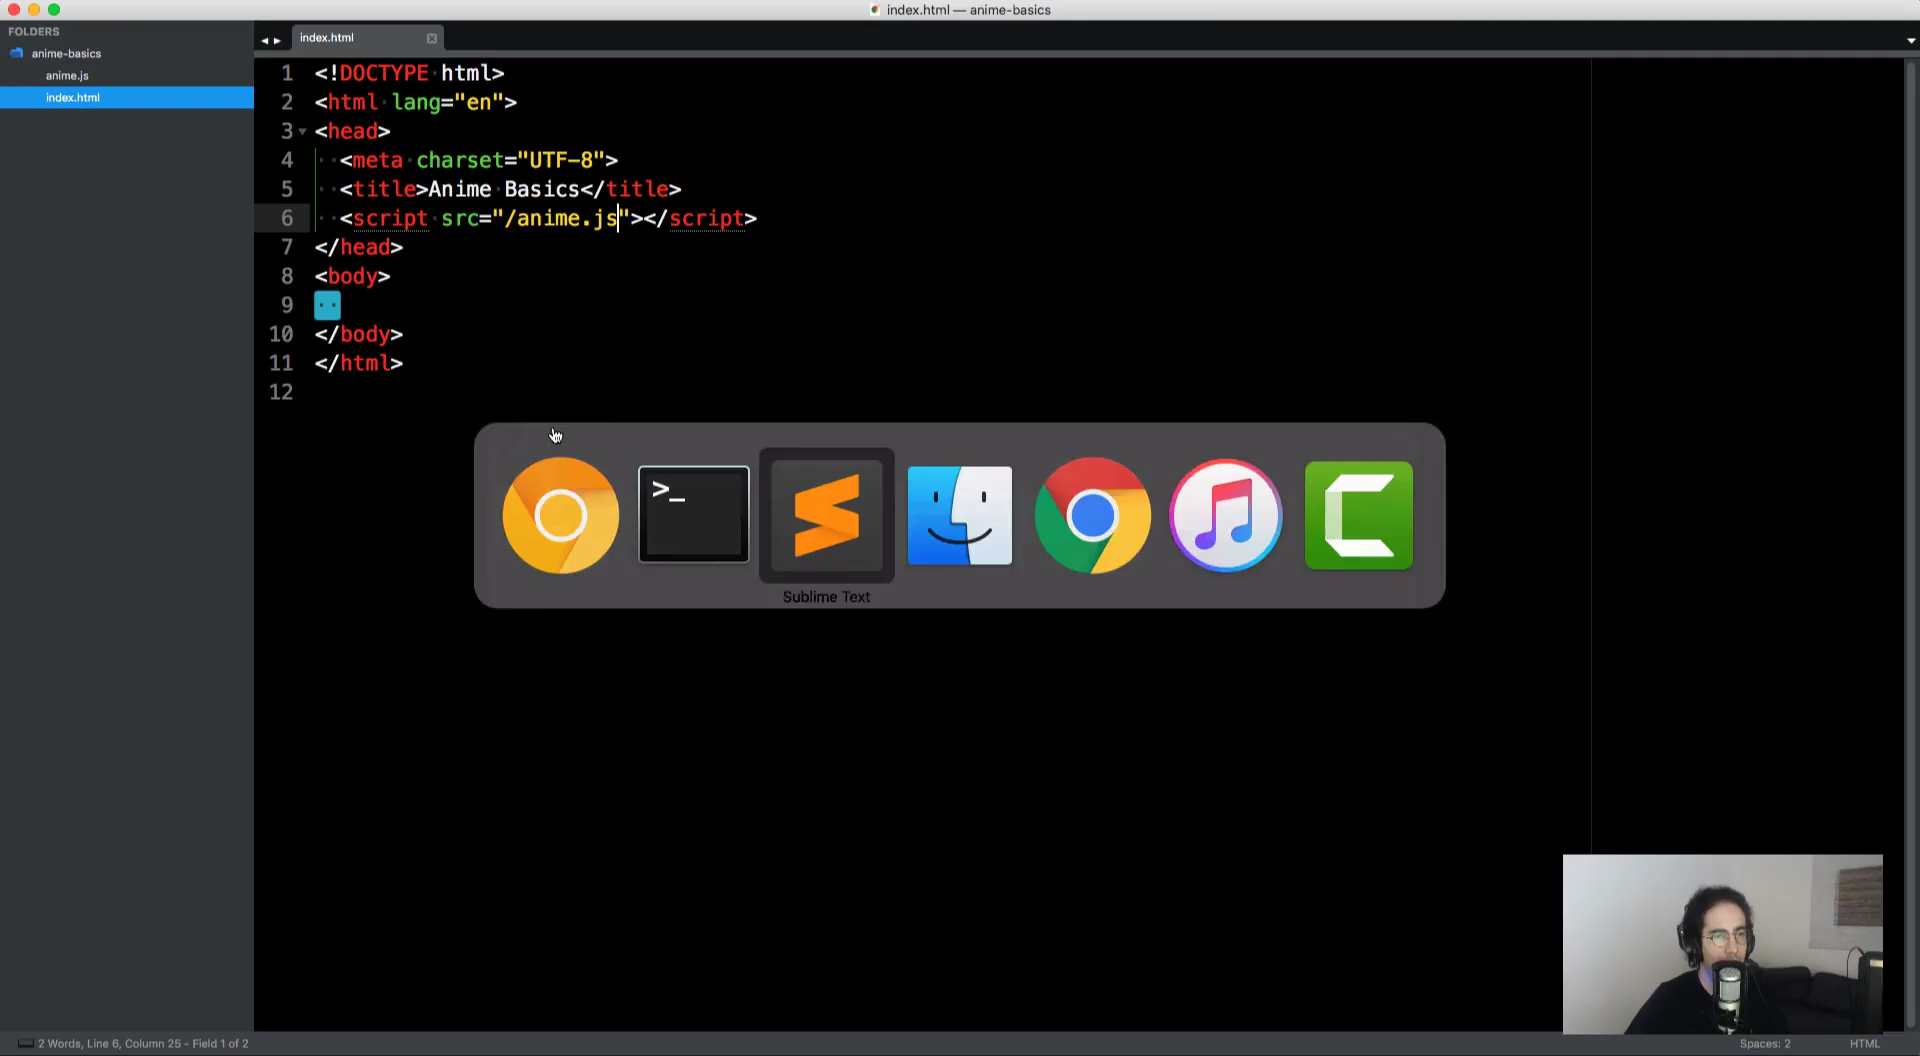 index.html — anime-basics
FOLDERS
anime-basics
anime.js
index.html
index.html
1 <!DOCTYPE html>
2 <html lang="en">
3 <head>
4 <meta charset="UTF-8">
5 <title>Anime Basics</title>
6 <script src="/anime.js"></script>
7 </head>
8 <body>
9
10 </body>
11 </html>
12
>_
Sublime Text
2 Words, Line 6, Column 25 - Field 1 of 2
Spaces: 2
HTML